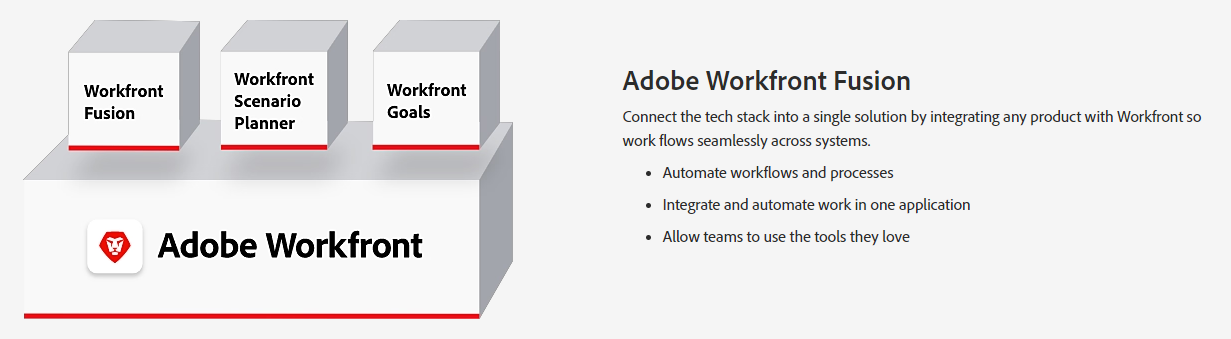 Workfront
Fusion
Workfront
Scenario
Planner
Workfront
Goals
Adobe Workfront
Adobe Workfront Fusion
Connect the tech stack into a single solution by integrating any product with Workfront so
work flows seamlessly across systems.
• Automate workflows and processes
• Integrate and automate work in one application
• Allow teams to use the tools they love